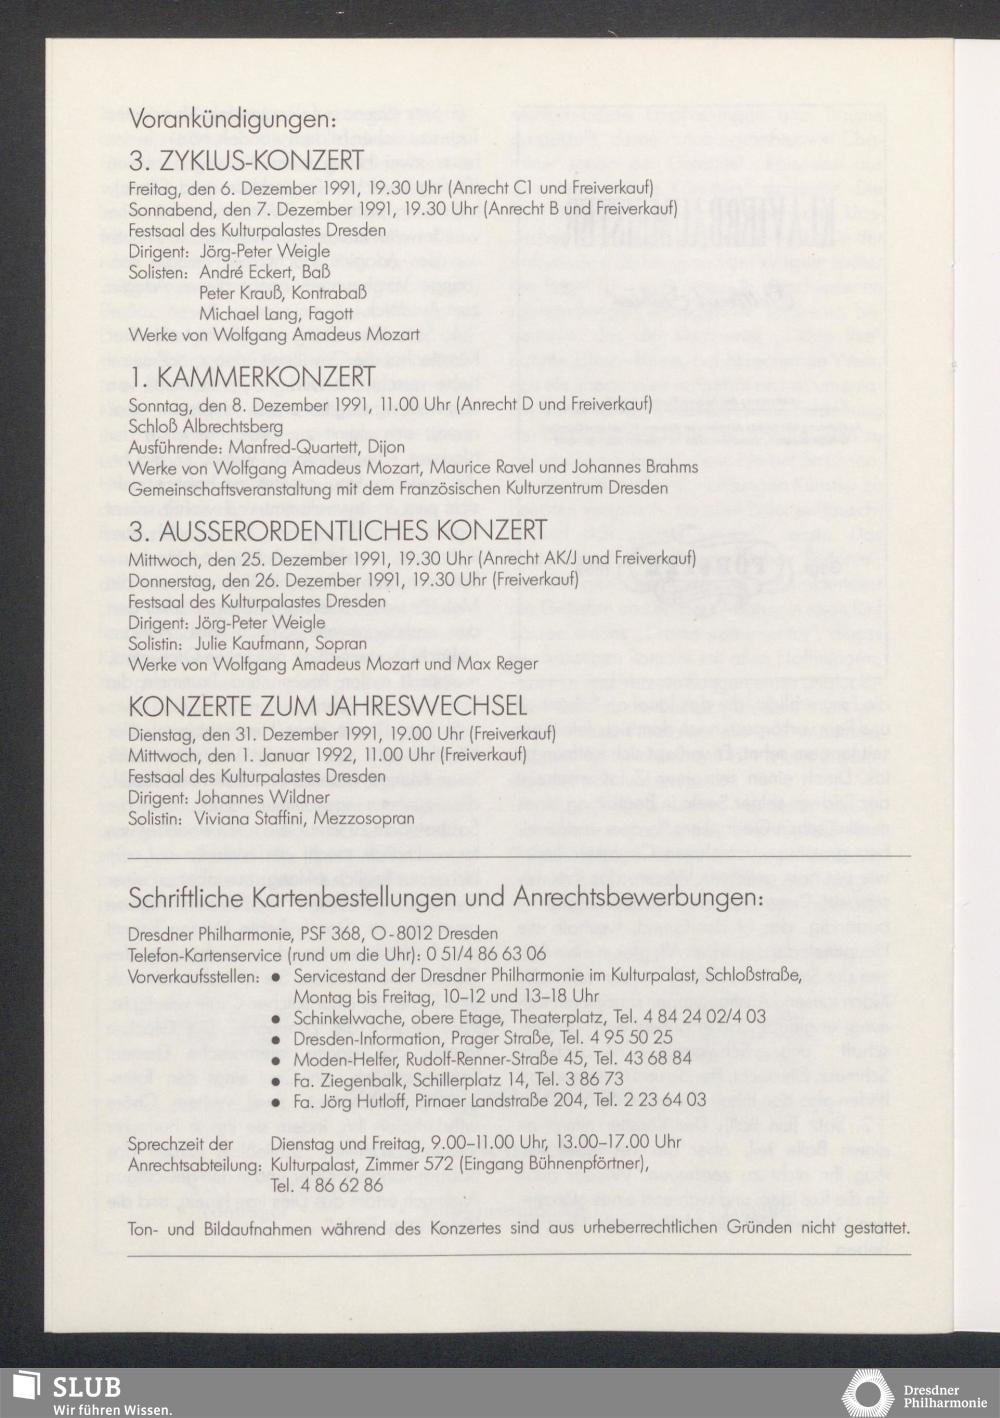 Vorankündigungen:
3. ZYKLUS-KONZERT
Freitag, den 6. Dezember 1991, 19.30 Uhr (Anrecht C1 und Freiverkauf)
Sonnabend, den 7. Dezember 1991, 19.30 Uhr (Anrecht B und Freiverkauf)
Festsaal des Kulturpalastes Dresden
Dirigent: Jörg-Peter Weigle
Solisten: André Eckert, Baß
Peter Krauß, Kontrabaß
Michael Lang, Fagott
Werke von Wolfgang Amadeus Mozart
1. KAMMERKONZERT
Sonntag, den 8. Dezember 1991, 11.00 Uhr (Anrecht D und Freiverkauf)
Schloß Albrechtsberg
Ausführende: Manfred-Quartett, Dijon
Werke von Wolfgang Amadeus Mozart, Maurice Ravel und Johannes Brahms
Gemeinschaftsveranstaltung mit dem Französischen Kulturzentrum Dresden
3. AUSSERORDENTLICHES KONZERT
Mittwoch, den 25. Dezember 1991, 19.30 Uhr (Anrecht AK/J und Freiverkauf)
Donnerstag, den 26. Dezember 1991, 19.30 Uhr (Freiverkauf)
Festsaal des Kulturpalastes Dresden
Dirigent: Jörg-Peter Weigle
Solistin: Julie Kaufmann, Sopran
Werke von Wolfgang Amadeus Mozart und Max Reger
KONZERTE ZUM JAHRESWECHSEL
Dienstag, den 31. Dezember 1991, 19.00 Uhr (Freiverkauf)
Mittwoch, den 1. Januar 1992, 11.00 Uhr (Freiverkauf)
Festsaal des Kulturpalastes Dresden
Dirigent: Johannes Wildner
Solistin: Viviana Staffini, Mezzosopran
Schriftliche Kartenbestellungen und Anrechtsbewerbungen:
Dresdner Philharmonie, PSF 368, O-8012 Dresden
Telefon-Kartenservice (rund um die Uhr): 0 51/4 86 63 06
Vorverkaufsstellen: ● Servicestand der Dresdner Philharmonie im Kulturpalast, Schloßstraße,
Montag bis Freitag, 10–12 und 13–18 Uhr
● Schinkelwache, obere Etage, Theaterplatz, Tel. 4 84 24 02/4 03
● Dresden-Information, Prager Straße, Tel. 4 95 50 25
● Moden-Helfer, Rudolf-Renner-Straße 45, Tel. 43 68 84
● Fa. Ziegenbalk, Schillerplatz 14, Tel. 3 86 73
● Fa. Jörg Hutloff, Pirnaer Landstraße 204, Tel. 2 23 64 03
Sprechzeit der Dienstag und Freitag, 9.00–11.00 Uhr, 13.00–17.00 Uhr
Anrechtsabteilung: Kulturpalast, Zimmer 572 (Eingang Bühnenpförtner),
Tel. 4 86 62 86
Ton- und Bildaufnahmen während des Konzertes sind aus urheberrechtlichen Gründen nicht gestattet.
SLUB
Wir führen Wissen.
Dresdner
Philharmonie